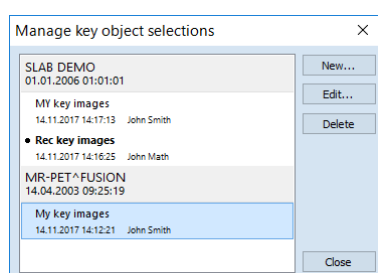 Manage key object selections
SLAB DEMO
01.01.2006 01:01:01
MY key images
14.11.2017 14:17:13 John Smith
Rec key images
14.11.2017 14:16:25 John Math
MR-PET^FUSION
14.04.2003 09:25:19
My key images
14.11.2017 14:12:21 John Smith
New...
Edit...
Delete
Close